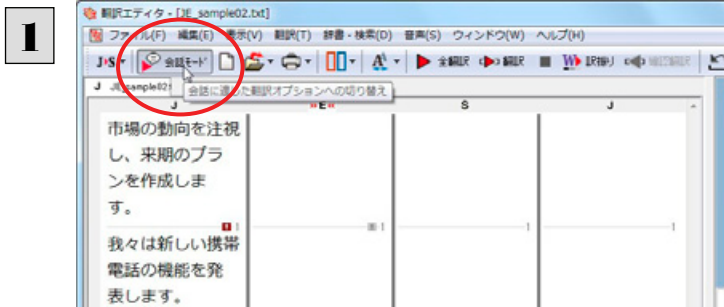 1
翻訳エディタ - [JE_sample02.txt]
ファイル(F) 編集(E) 表示(V) 翻訳(T) 辞書・検索(D) 音声(S) ウィンドウ(W) ヘルプ(H)
会話モード 全翻訳 翻訳 訳振り
J JE_sample02
会話に適した翻訳オプションへの切り替え
J "E" S J
市場の動向を注視
し、来期のプラ
ンを作成しま
す。
1 1 1 1
我々は新しい携帯
電話の機能を発
表します。